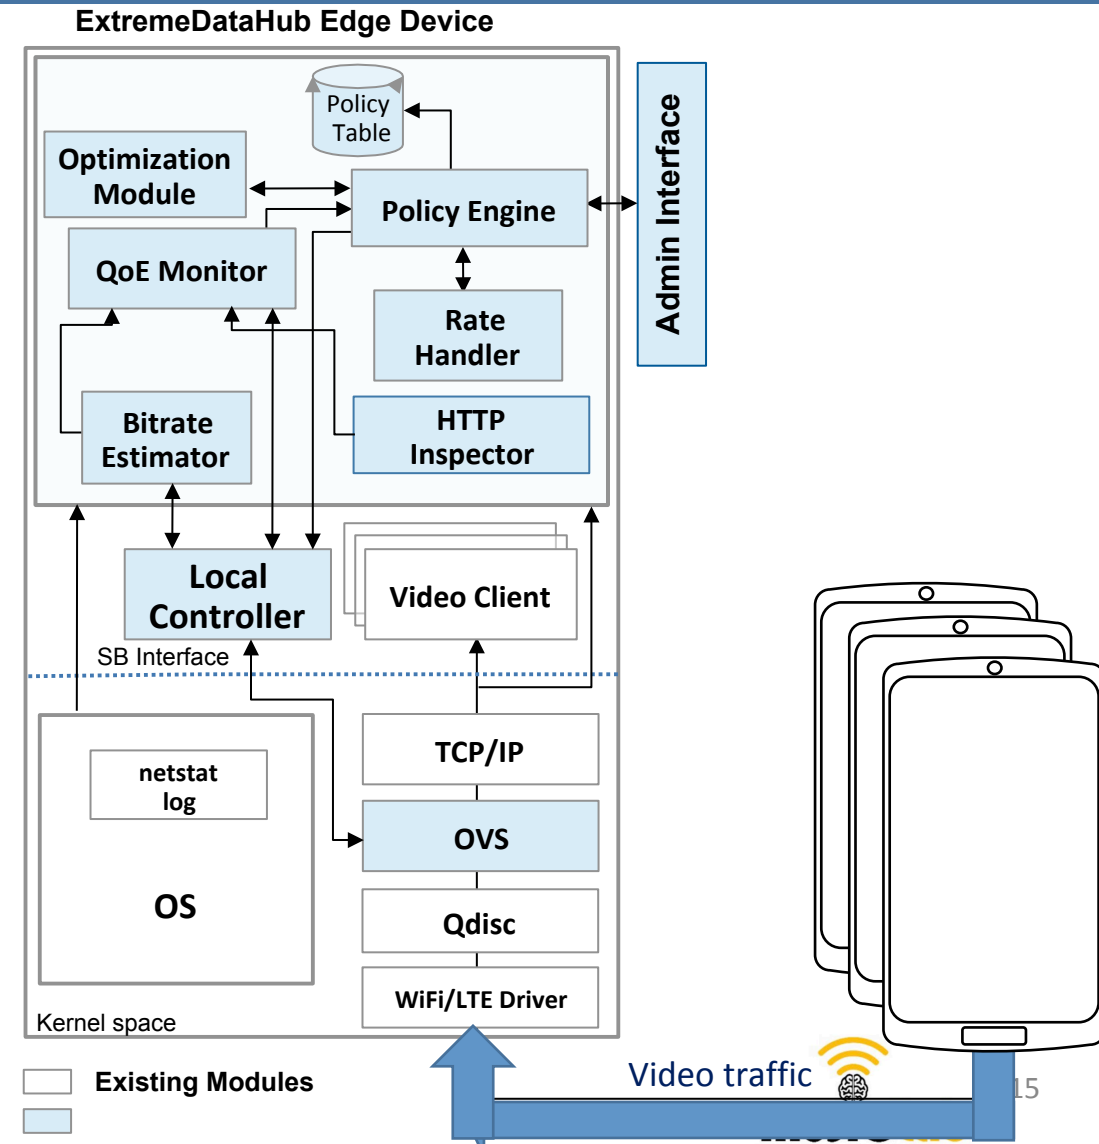 ExtremeDataHub Edge Device
Policy
Table
Optimization
Module
Policy Engine
Admin Interface
QoE Monitor
Rate
Handler
Bitrate
Estimator
HTTP
Inspector
Local
Controller
Video Client
SB Interface
TCP/IP
netstat
log
OVS
OS
Qdisc
WiFi/LTE Driver
Kernel space
Existing Modules
Video traffic
15